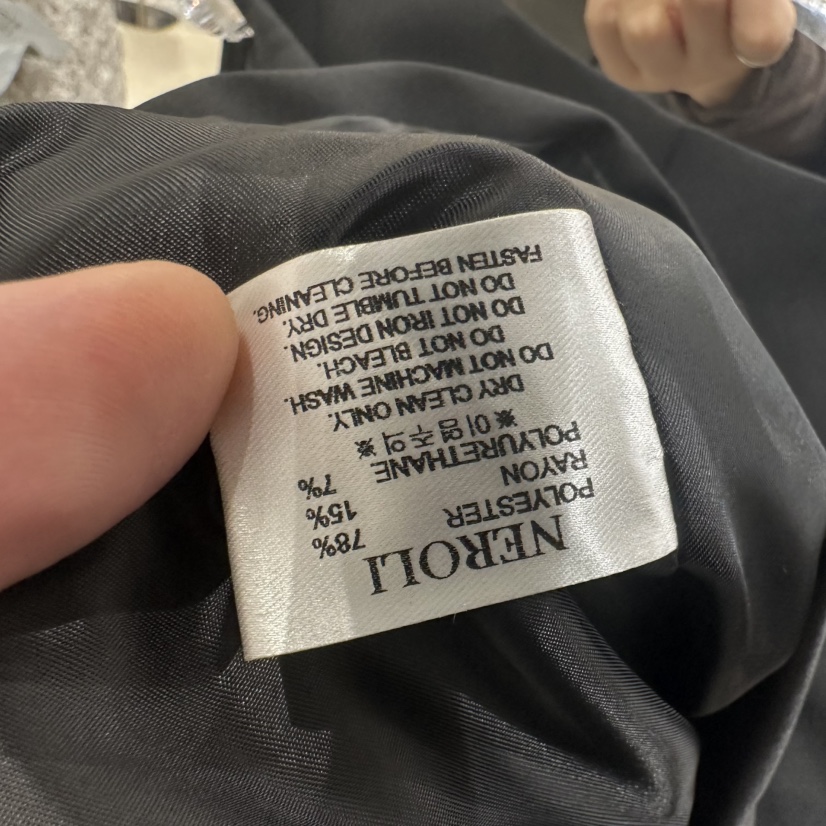 NEROLI
POLYESTER 78%
RAYON 15%
POLYURETHANE 7%
※이염주의※
DRY CLEAN ONLY.
DO NOT MACHINE WASH.
DO NOT BLEACH.
DO NOT IRON DESIGN.
DO NOT TUMBLE DRY.
FASTEN BEFORE CLEANING.